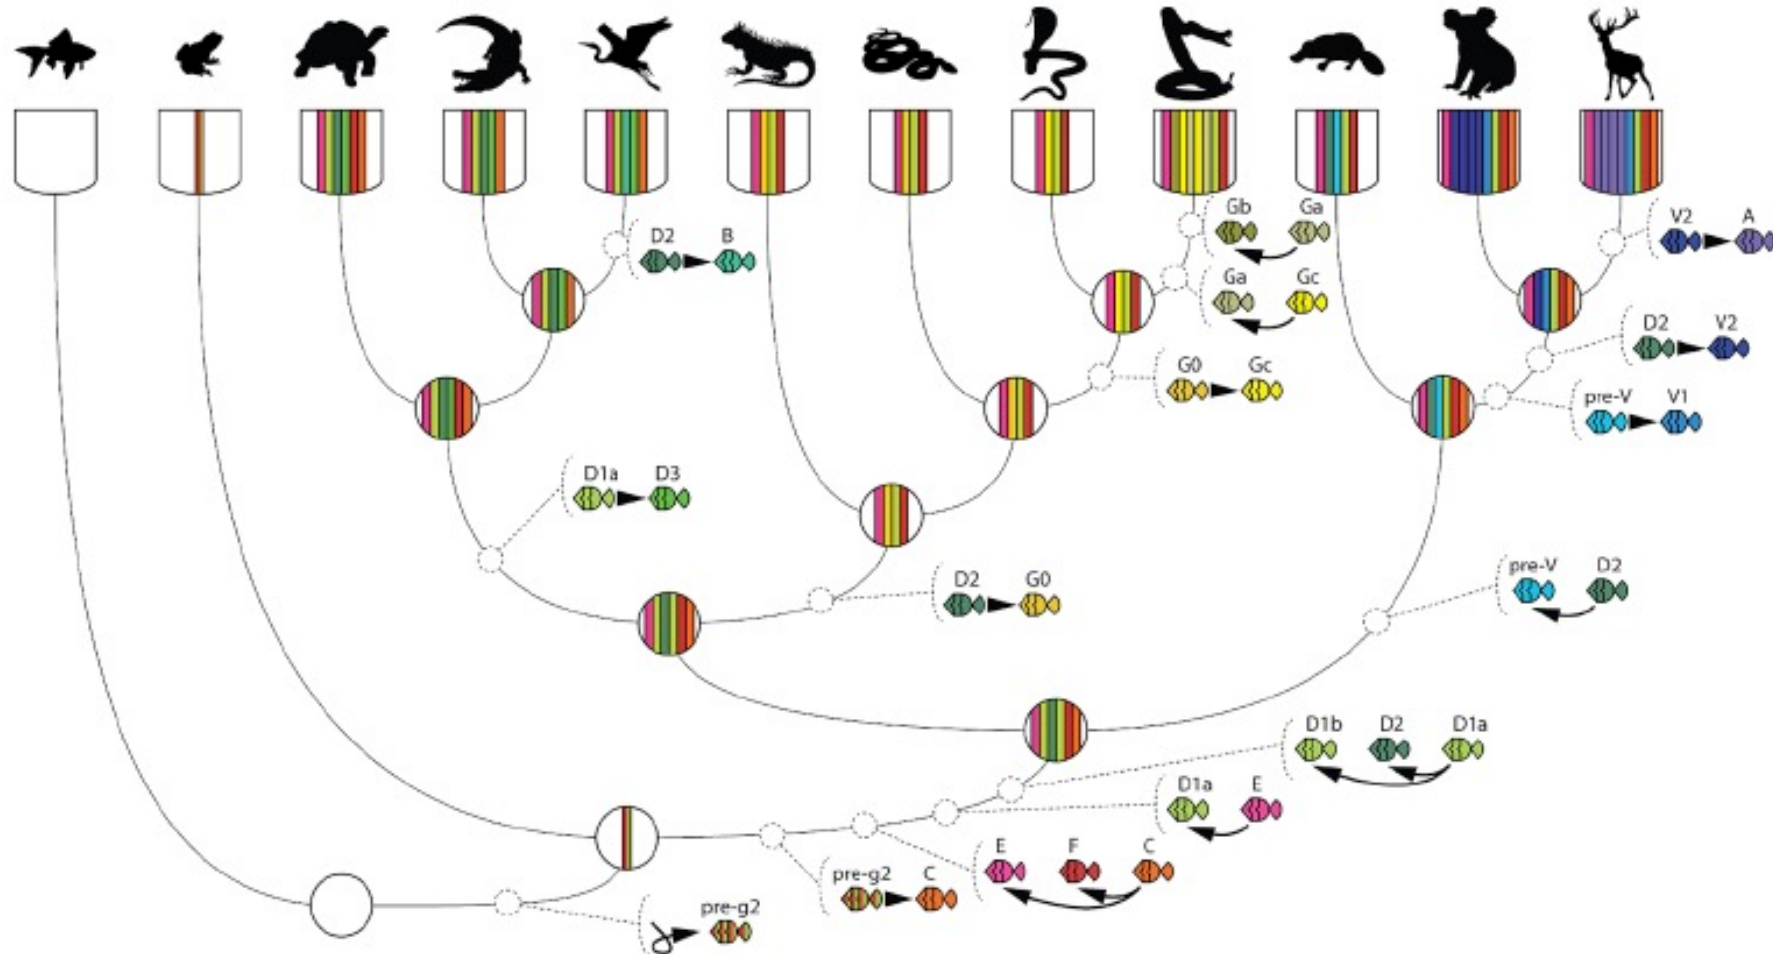 Gb Ga
V2 A
D2 B
Ga Gc
D2 V2
G0 Gc
pre-V V1
D1a D3
pre-V D2
D2 G0
D1b D2 D1a
D1a E
E F C
pre-g2 C
pre-g2